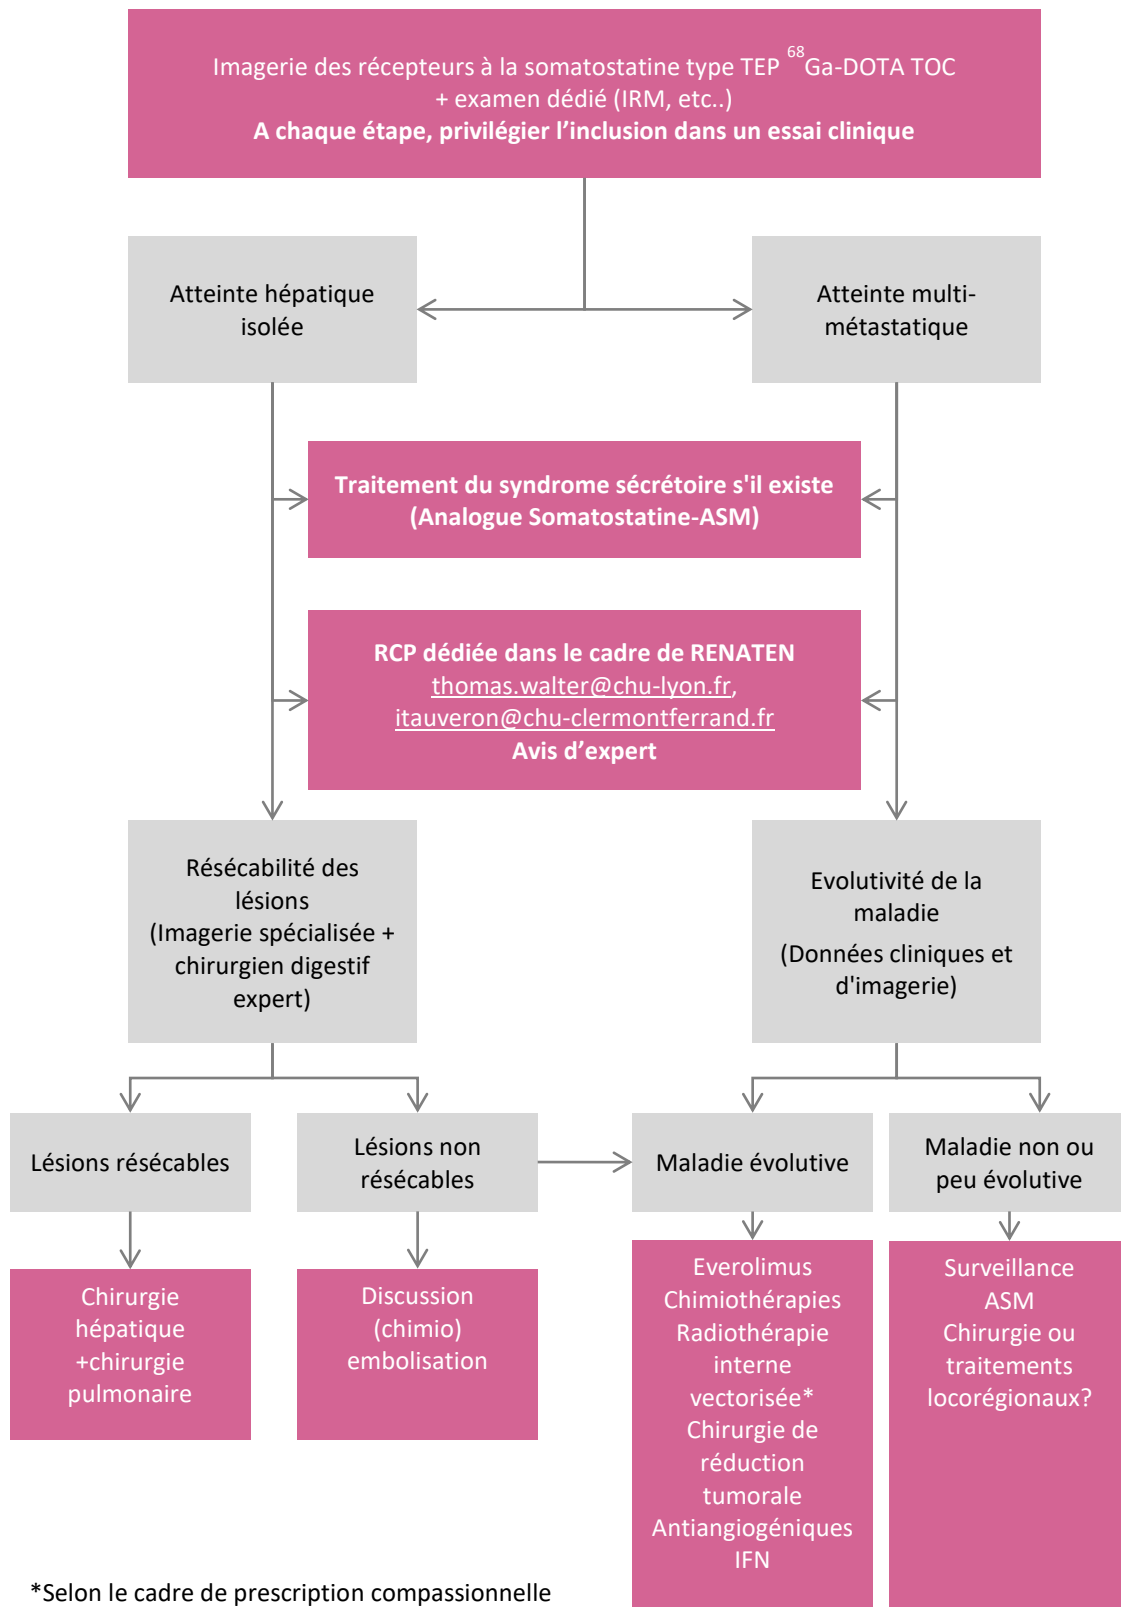 Imagerie des récepteurs à la somatostatine type TEP ⁶⁸Ga-DOTA TOC
+ examen dédié (IRM, etc..)
A chaque étape, privilégier l’inclusion dans un essai clinique
Atteinte hépatique
isolée
Atteinte multi-
métastatique
Traitement du syndrome sécrétoire s'il existe
(Analogue Somatostatine-ASM)
RCP dédiée dans le cadre de RENATEN
thomas.walter@chu-lyon.fr,
itauveron@chu-clermontferrand.fr
Avis d’expert
Résécabilité des
lésions
(Imagerie spécialisée +
chirurgien digestif
expert)
Evolutivité de la
maladie
(Données cliniques et
d'imagerie)
Lésions résécables
Lésions non
résécables
Maladie évolutive
Maladie non ou
peu évolutive
Chirurgie
hépatique
+chirurgie
pulmonaire
Discussion
(chimio)
embolisation
Everolimus
Chimiothérapies
Radiothérapie
interne
vectorisée*
Chirurgie de
réduction
tumorale
Antiangiogéniques
IFN
Surveillance
ASM
Chirurgie ou
traitements
locorégionaux?
*Selon le cadre de prescription compassionnelle